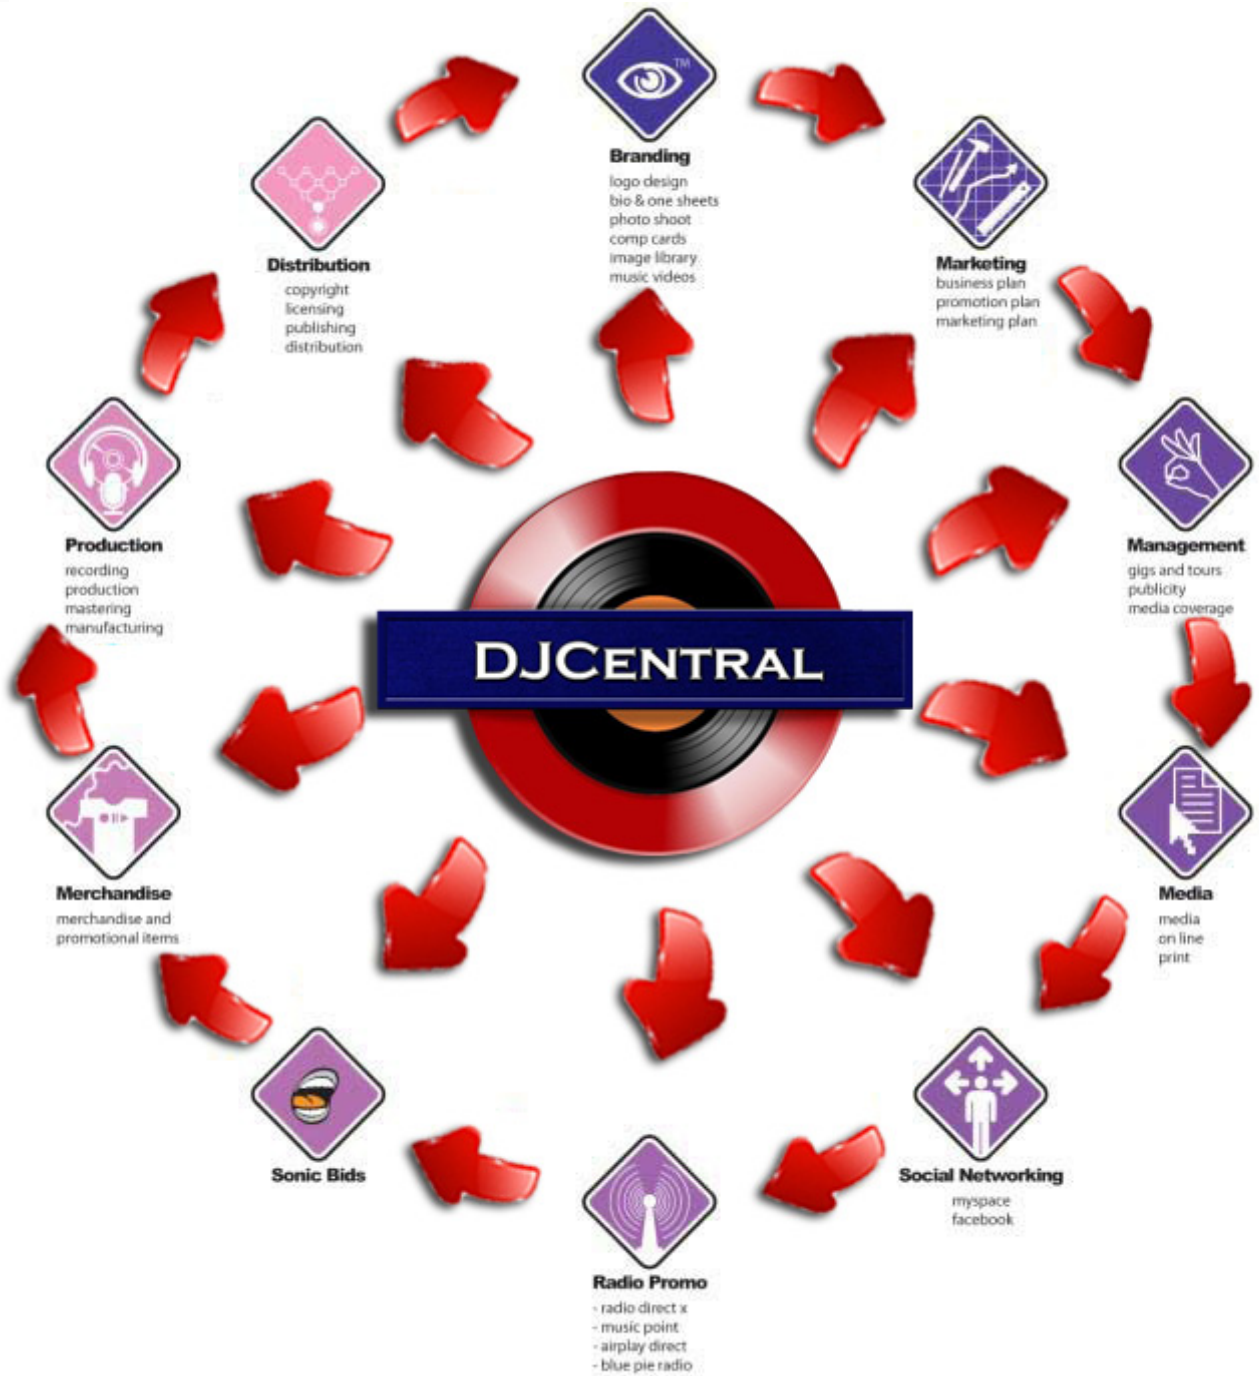 TM
Branding
logo design
bio & one sheets
photo shoot
comp cards
image library
music videos
Marketing
business plan
promotion plan
marketing plan
Management
gigs and tours
publicity
media coverage
Media
media
on line
print
Social Networking
myspace
facebook
Radio Promo
- radio direct x
- music point
- airplay direct
- blue pie radio
Sonic Bids
Merchandise
merchandise and
promotional items
Production
recording
production
mastering
manufacturing
Distribution
copyright
licensing
publishing
distribution
DJCENTRAL